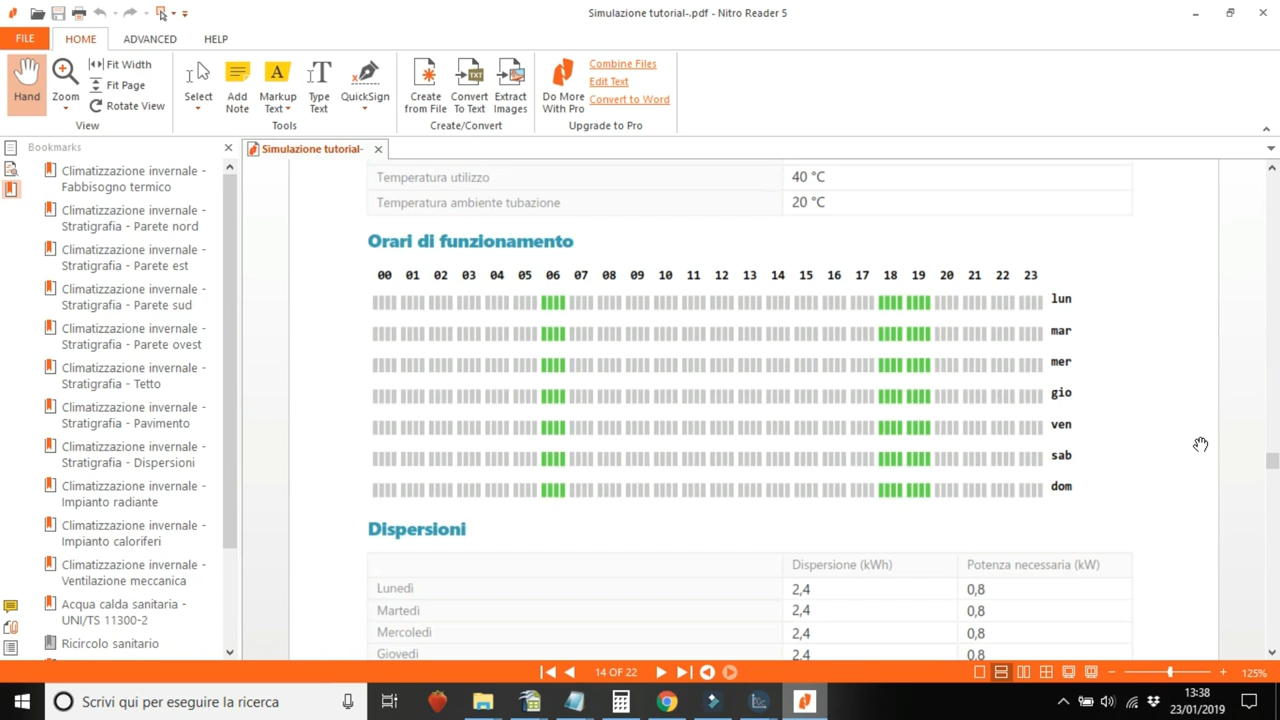 Simulazione tutorial-.pdf - Nitro Reader 5
FILE HOME ADVANCED HELP
Hand
Zoom
Fit Width
Fit Page
Rotate View
View
Select
Add Note
Markup Text
Type Text
QuickSign
Tools
Create from File
Convert To Text
Extract Images
Create/Convert
Do More With Pro
Combine Files
Edit Text
Convert to Word
Upgrade to Pro
Bookmarks
Climatizzazione invernale -
Fabbisogno termico
Climatizzazione invernale -
Stratigrafia - Parete nord
Climatizzazione invernale -
Stratigrafia - Parete est
Climatizzazione invernale -
Stratigrafia - Parete sud
Climatizzazione invernale -
Stratigrafia - Parete ovest
Climatizzazione invernale -
Stratigrafia - Tetto
Climatizzazione invernale -
Stratigrafia - Pavimento
Climatizzazione invernale -
Stratigrafia - Dispersioni
Climatizzazione invernale -
Impianto radiante
Climatizzazione invernale -
Impianto caloriferi
Climatizzazione invernale -
Ventilazione meccanica
Acqua calda sanitaria -
UNI/TS 11300-2
Ricircolo sanitario
Simulazione tutorial-
Temperatura utilizzo 40 °C
Temperatura ambiente tubazione 20 °C
Orari di funzionamento
00 01 02 03 04 05 06 07 08 09 10 11 12 13 14 15 16 17 18 19 20 21 22 23
lun
mar
mer
gio
ven
sab
dom
Dispersioni
Dispersione (kWh) Potenza necessaria (kW)
Lunedì 2,4 0,8
Martedì 2,4 0,8
Mercoledì 2,4 0,8
Giovedì 2,4 0,8
14 OF 22
125%
Scrivi qui per eseguire la ricerca
13:38
23/01/2019